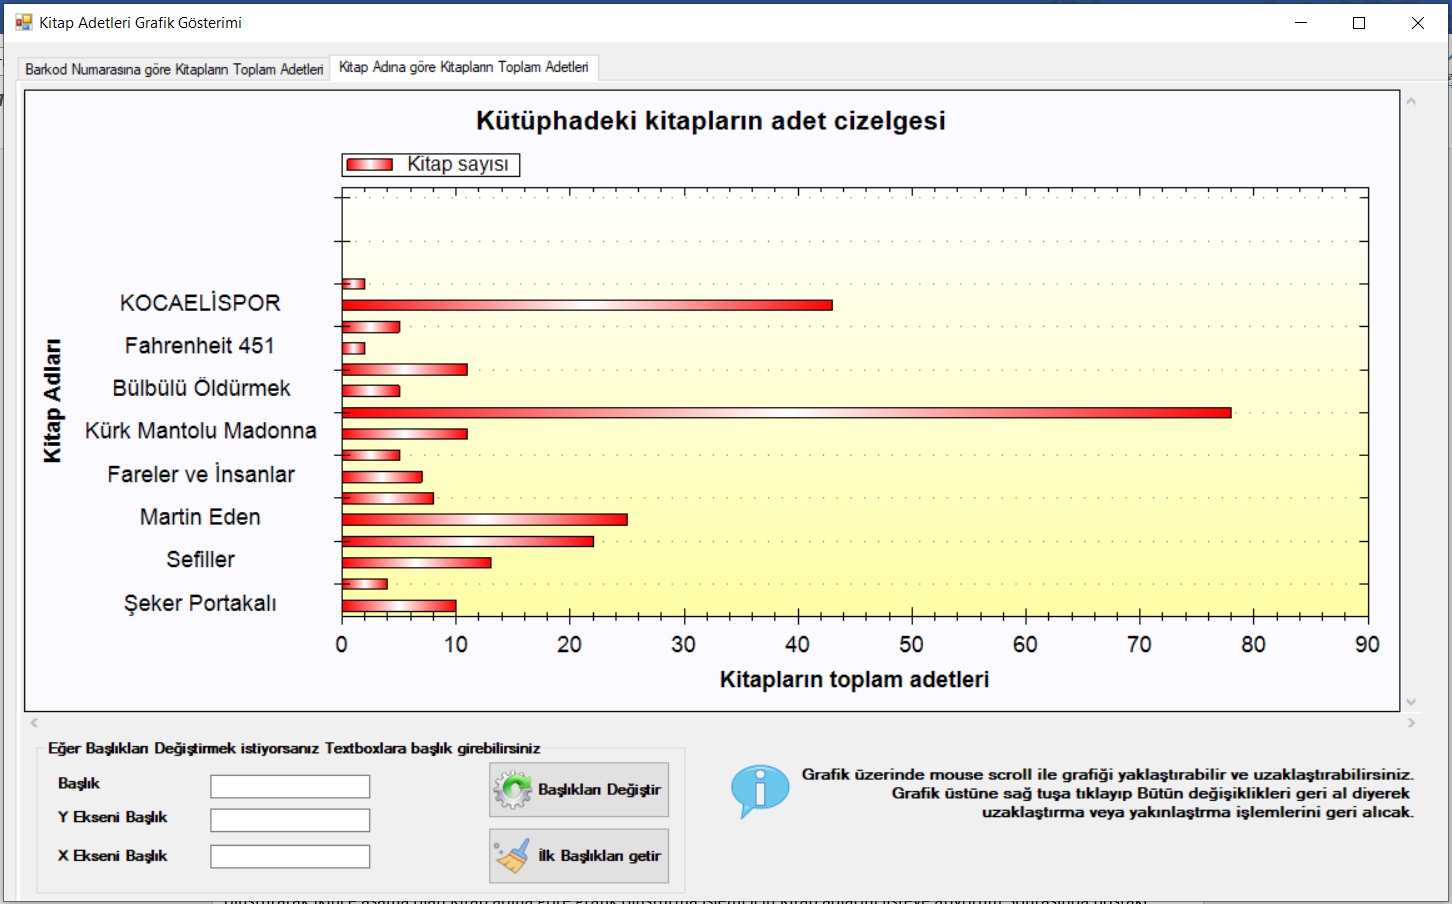 Kitap Adetleri Grafik Gösterimi
Barkod Numarasına göre Kitapların Toplam Adetleri
Kitap Adına göre Kitapların Toplam Adetleri
Kütüphadeki kitapların adet cizelgesi
Kitap sayısı
Kitap Adları
KOCAELİSPOR
Fahrenheit 451
Bülbülü Öldürmek
Kürk Mantolu Madonna
Fareler ve İnsanlar
Martin Eden
Sefiller
Şeker Portakalı
0 10 20 30 40 50 60 70 80 90
Kitapların toplam adetleri
Eğer Başlıkları Değiştirmek istiyorsanız Textboxlara başlık girebilirsiniz
Başlık
Y Ekseni Başlık
X Ekseni Başlık
Başlıkları Değiştir
İlk Başlıkları getir
Grafik üzerinde mouse scroll ile grafiği yaklaştırabilir ve uzaklaştırabilirsiniz.
Grafik üstüne sağ tuşa tıklayıp Bütün değişiklikleri geri al diyerek
uzaklaştırma veya yakınlaştrma işlemlerini geri alıcak.